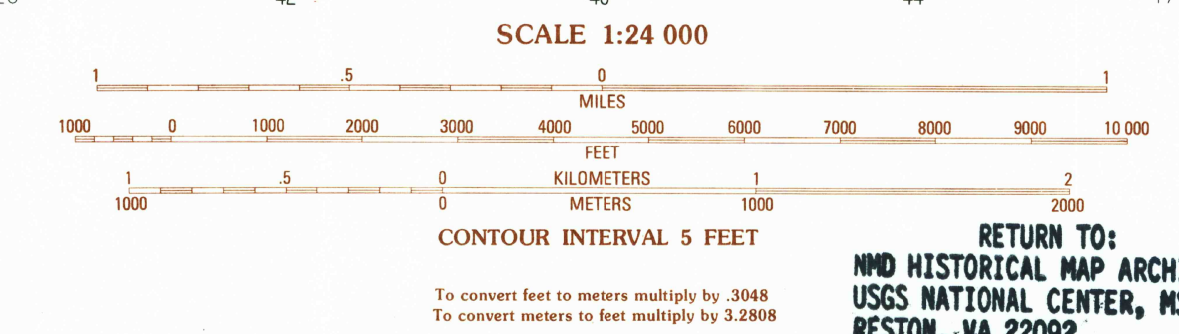 SCALE 1:24 000
1 .5 0 1
MILES
1000 0 1000 2000 3000 4000 5000 6000 7000 8000 9000 10 000
FEET
1 .5 0 KILOMETERS 1 2
1000 0 METERS 1000 2000
CONTOUR INTERVAL 5 FEET
RETURN TO:
NMD HISTORICAL MAP
USGS NATIONAL CENTER,
RESTON, VA 22092
To convert feet to meters multiply by .3048
To convert meters to feet multiply by 3.2808